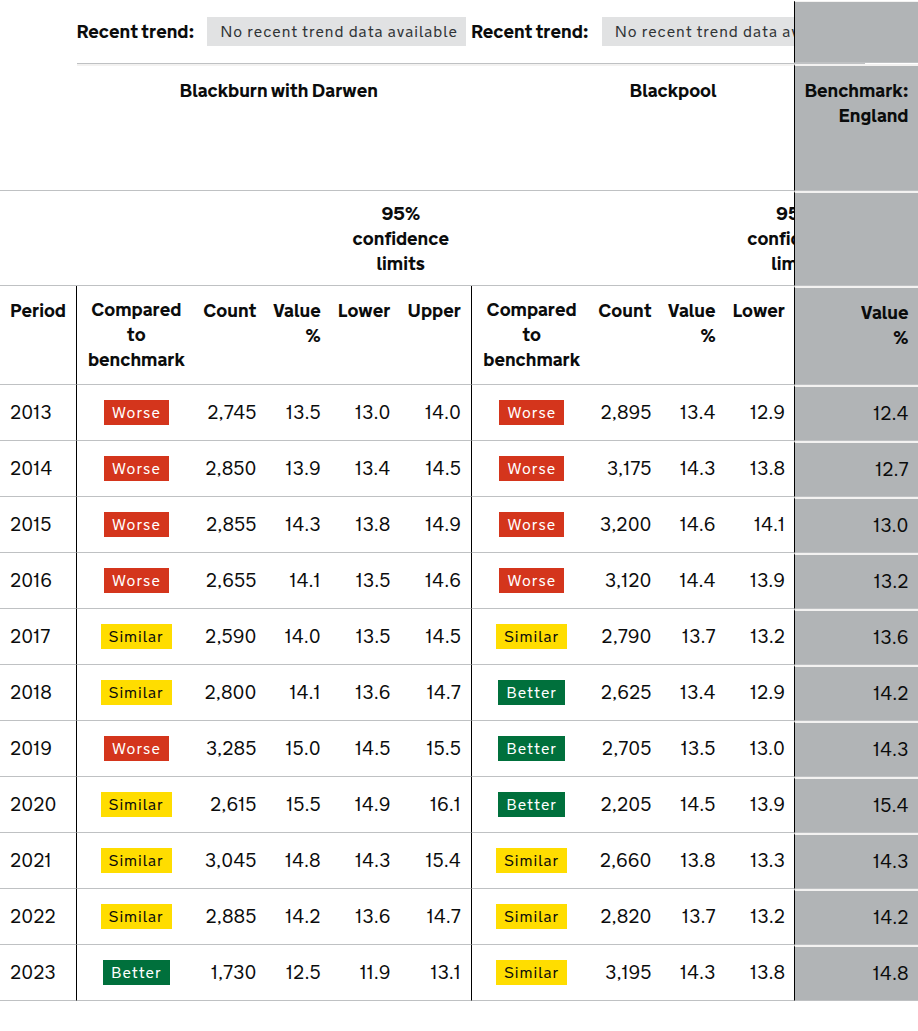 Recent trend: No recent trend data available Recent trend: No recent trend data av
Blackburn with Darwen Blackpool Benchmark:
England
95% 95
confidence confid
limits lim
Period Compared Count Value Lower Upper Compared Count Value Lower Value
to % to % %
benchmark benchmark
2013 Worse 2,745 13.5 13.0 14.0 Worse 2,895 13.4 12.9 12.4
2014 Worse 2,850 13.9 13.4 14.5 Worse 3,175 14.3 13.8 12.7
2015 Worse 2,855 14.3 13.8 14.9 Worse 3,200 14.6 14.1 13.0
2016 Worse 2,655 14.1 13.5 14.6 Worse 3,120 14.4 13.9 13.2
2017 Similar 2,590 14.0 13.5 14.5 Similar 2,790 13.7 13.2 13.6
2018 Similar 2,800 14.1 13.6 14.7 Better 2,625 13.4 12.9 14.2
2019 Worse 3,285 15.0 14.5 15.5 Better 2,705 13.5 13.0 14.3
2020 Similar 2,615 15.5 14.9 16.1 Better 2,205 14.5 13.9 15.4
2021 Similar 3,045 14.8 14.3 15.4 Similar 2,660 13.8 13.3 14.3
2022 Similar 2,885 14.2 13.6 14.7 Similar 2,820 13.7 13.2 14.2
2023 Better 1,730 12.5 11.9 13.1 Similar 3,195 14.3 13.8 14.8